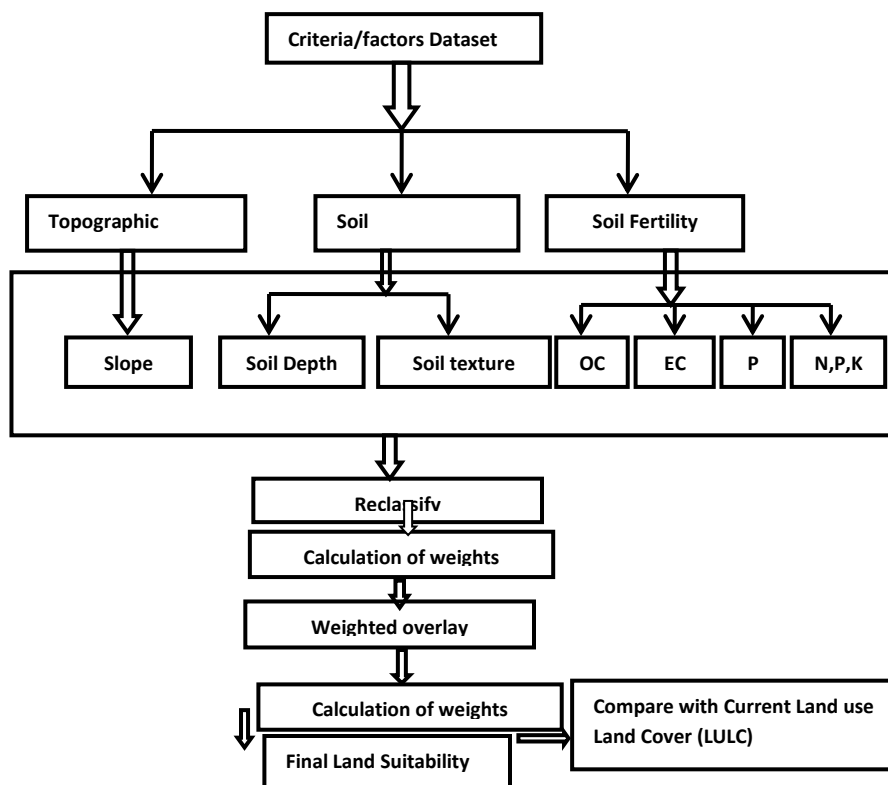 Criteria/factors Dataset
Topographic
Soil
Soil Fertility
Slope
Soil Depth
Soil texture
OC
EC
P
N,P,K
Reclassify
Calculation of weights
Weighted overlay
Calculation of weights
Compare with Current Land use
Land Cover (LULC)
Final Land Suitability